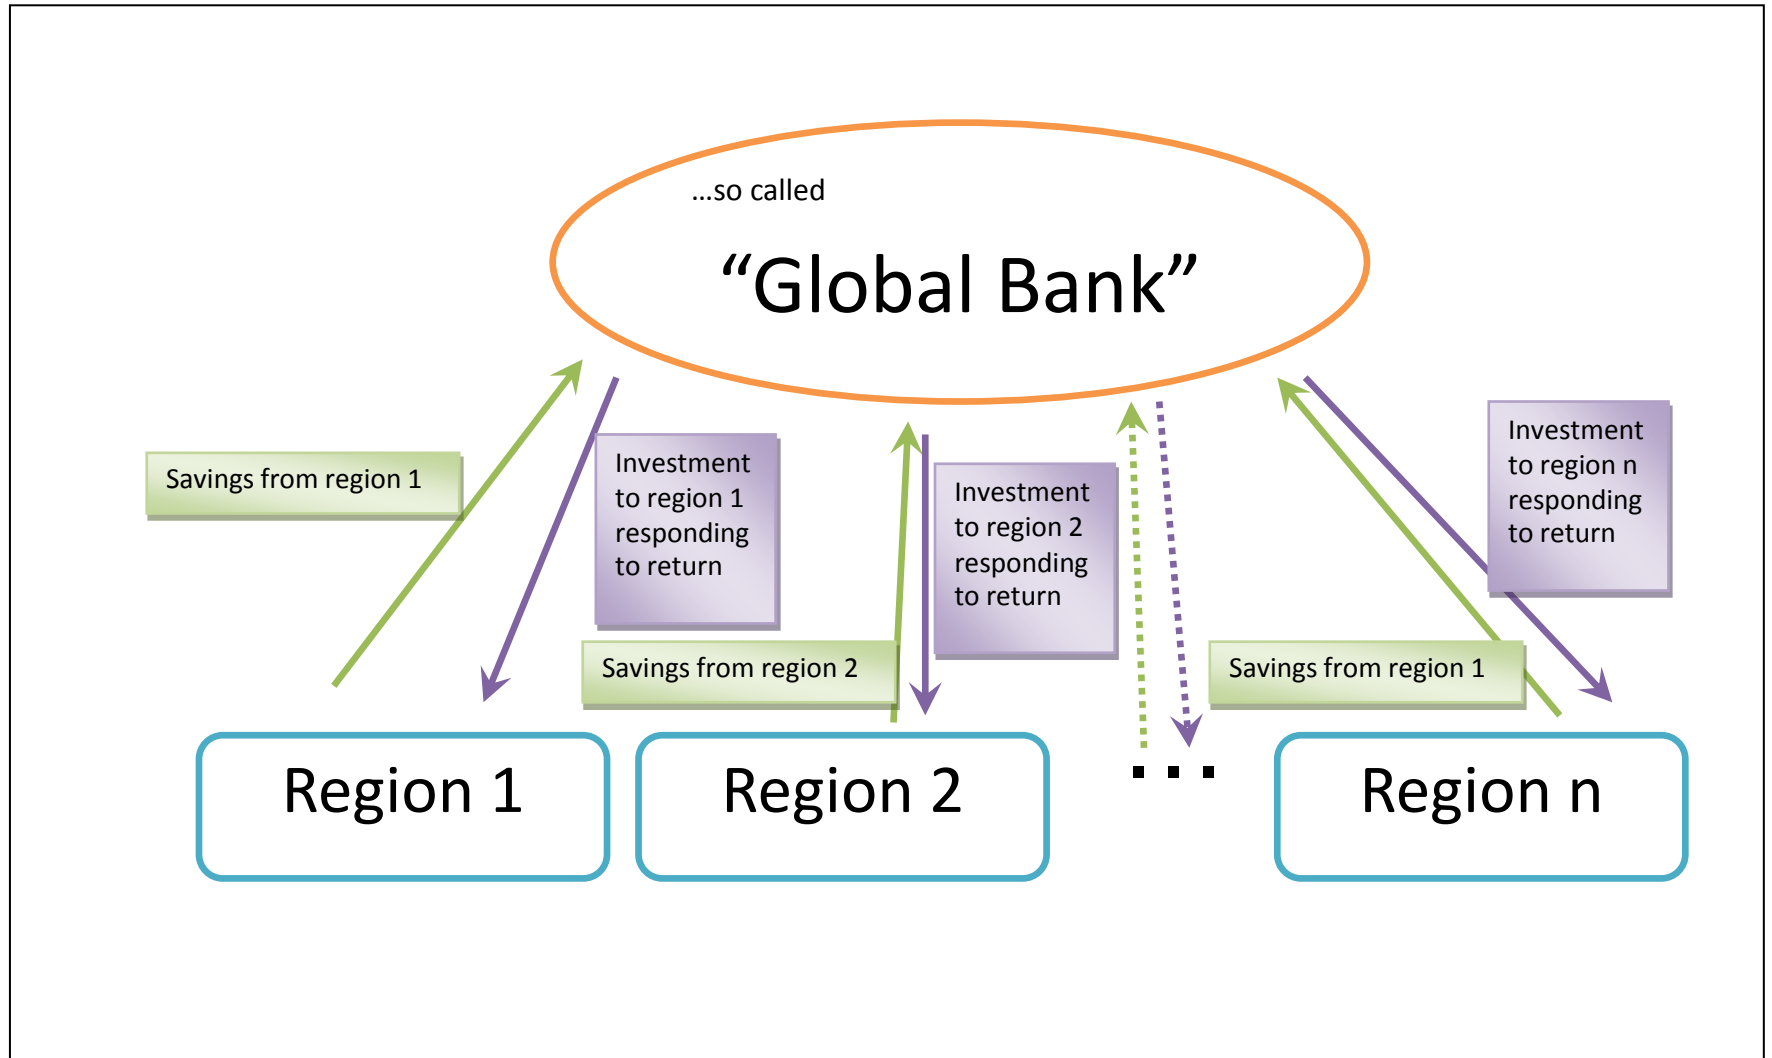 ...so called
“Global Bank”
Savings from region 1
Investment
to region 1
responding
to return
Savings from region 2
Investment
to region 2
responding
to return
Savings from region 1
Investment
to region n
responding
to return
Region 1
Region 2
...
Region n